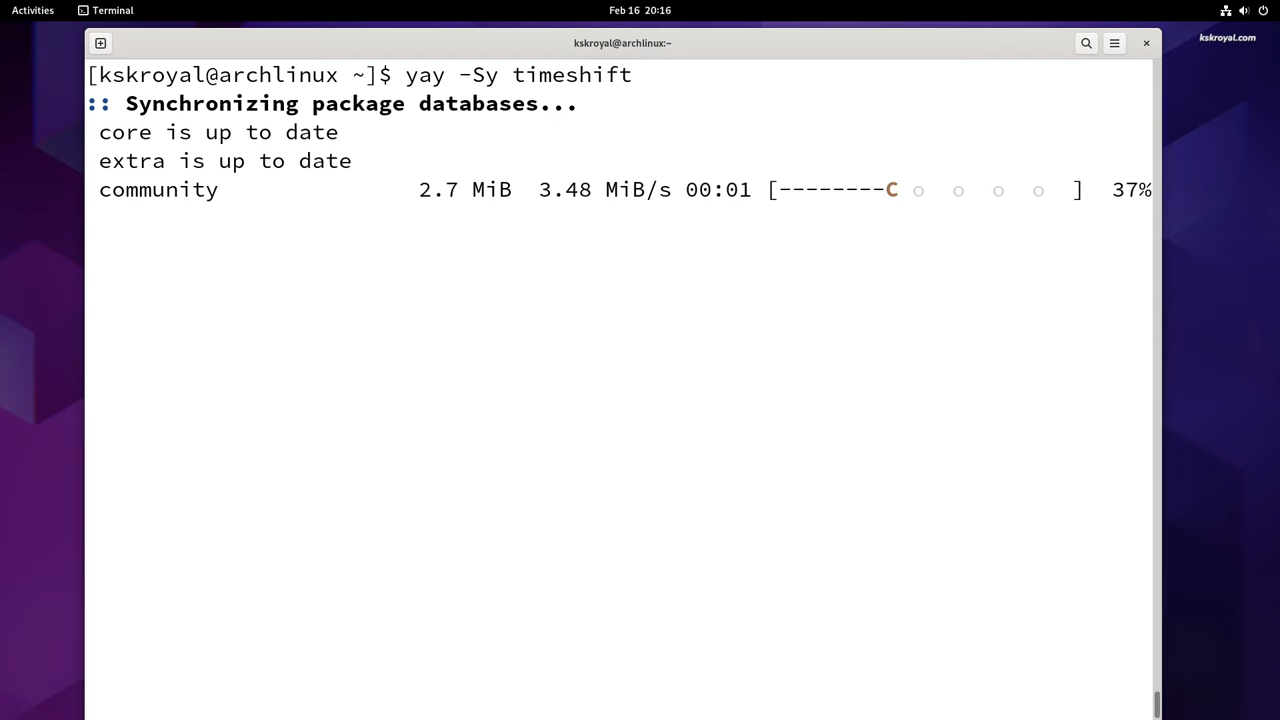 Activities Terminal Feb 16 20:16
kskroyal.com
kskroyal@archlinux:~
[kskroyal@archlinux ~]$ yay -Sy timeshift
:: Synchronizing package databases...
core is up to date
extra is up to date
community 2.7 MiB 3.48 MiB/s 00:01 [--------C o o o o ] 37%